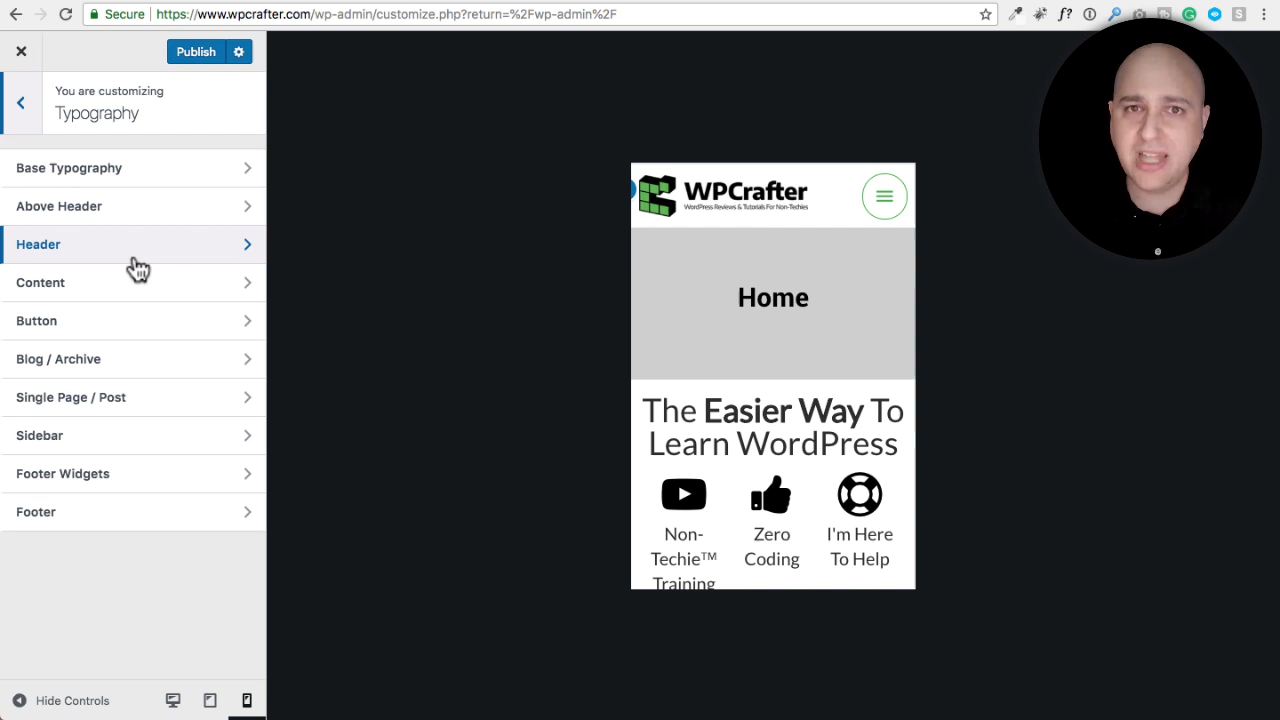 Secure https://www.wpcrafter.com/wp-admin/customize.php?return=%2Fwp-admin%2F
f?
S
Publish
You are customizing
Typography
Base Typography
Above Header
Header
Content
Button
Blog / Archive
Single Page / Post
Sidebar
Footer Widgets
Footer
Hide Controls
WPCrafter
WordPress Reviews & Tutorials For Non-Techies
Home
The Easier Way To
Learn WordPress
Non-
Techie™
Training
Zero
Coding
I'm Here
To Help